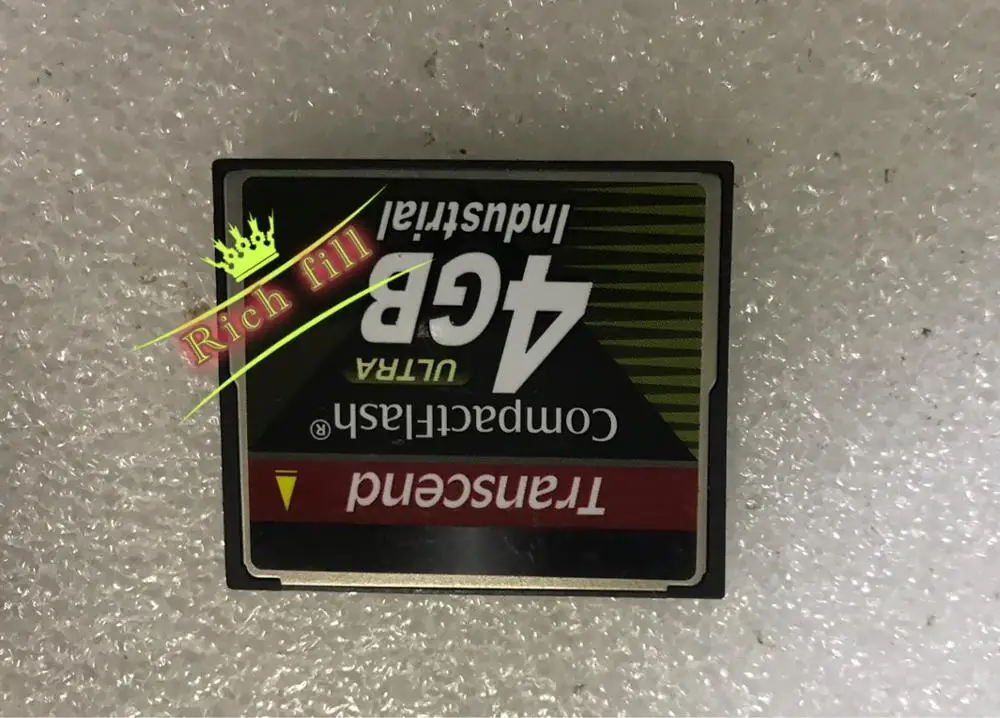 Transcend
CompactFlash®
ULTRA
4GB
Industrial
Rich fill